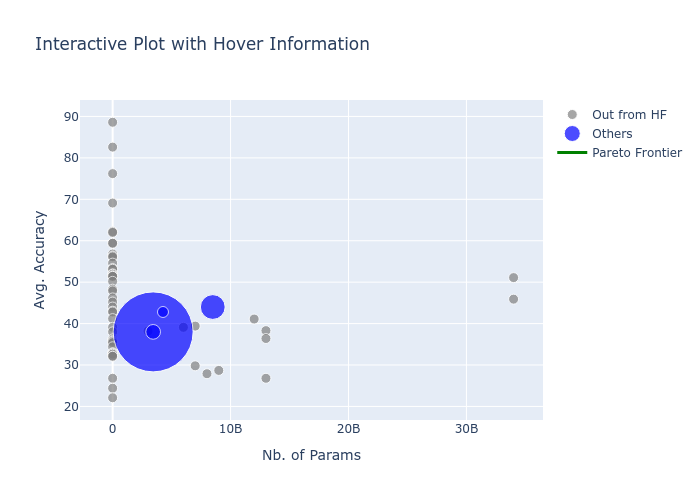 Interactive Plot with Hover Information
90
80
70
60
50
40
30
20
Avg. Accuracy
0
10B
20B
30B
Nb. of Params
Out from HF
Others
Pareto Frontier